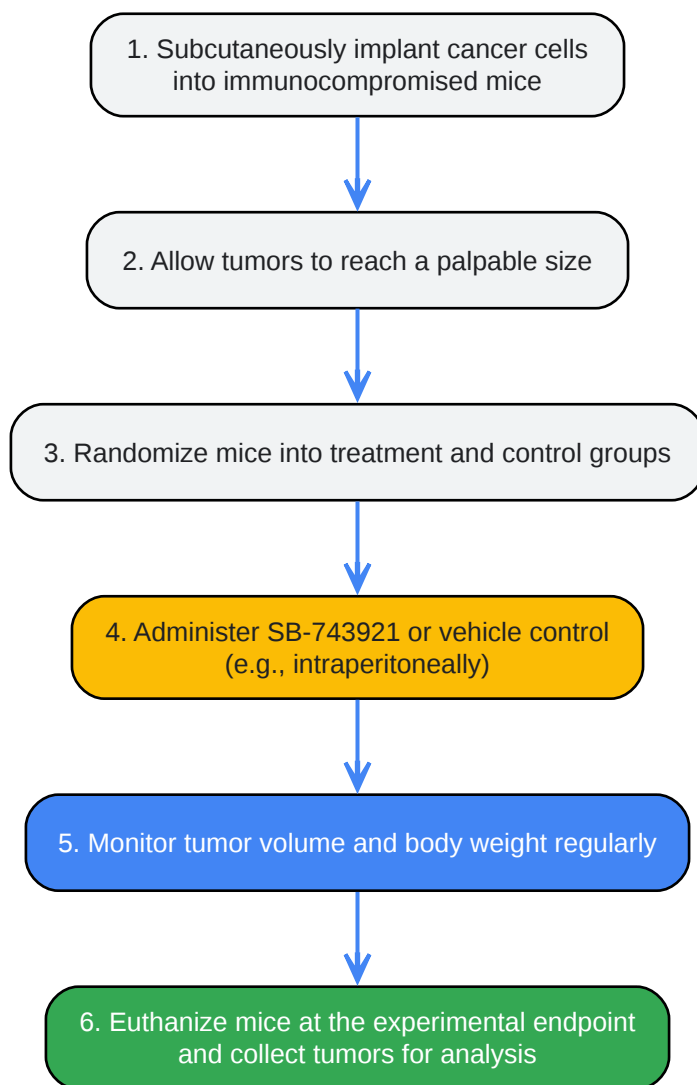 1. Subcutaneously implant cancer cells
into immunocompromised mice
2. Allow tumors to reach a palpable size
3. Randomize mice into treatment and control groups
4. Administer SB-743921 or vehicle control
(e.g., intraperitoneally)
5. Monitor tumor volume and body weight regularly
6. Euthanize mice at the experimental endpoint
and collect tumors for analysis